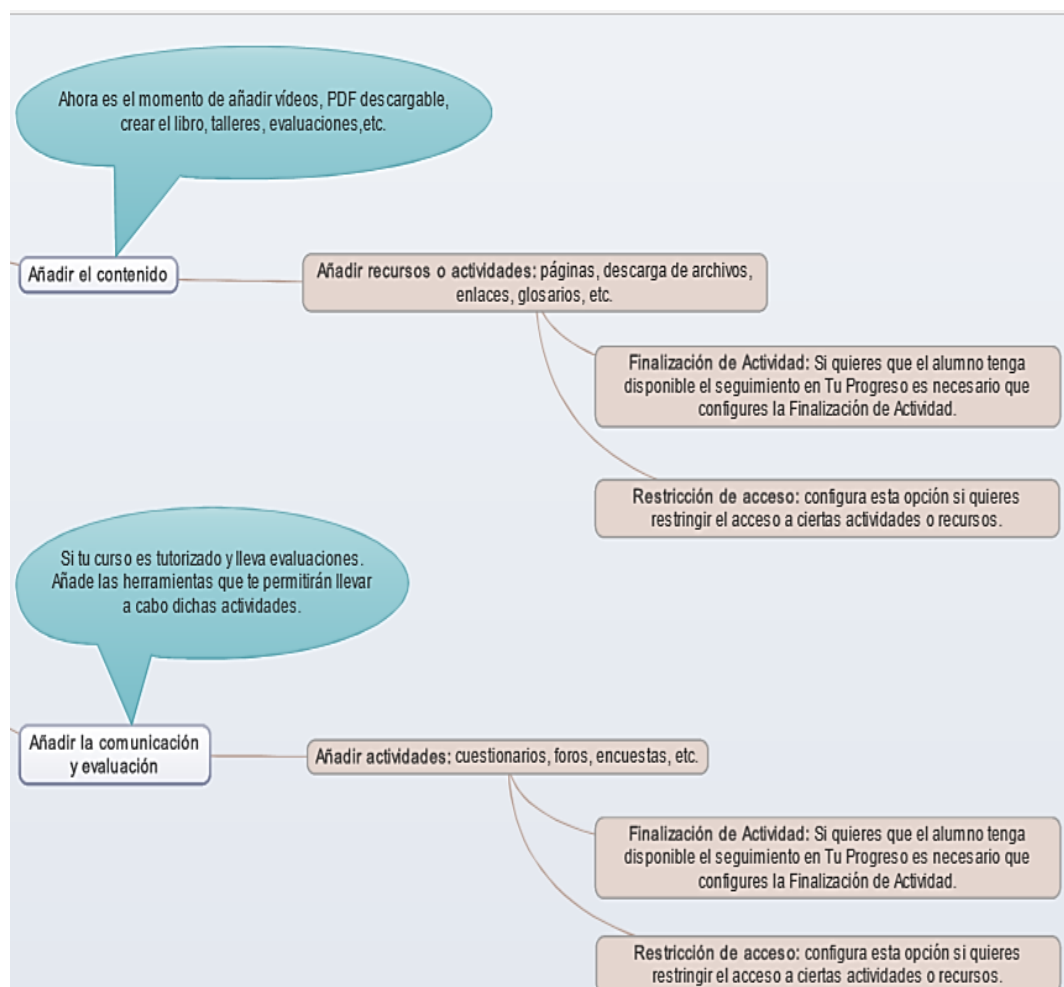 Ahora es el momento de añadir vídeos, PDF descargable,
crear el libro, talleres, evaluaciones,etc.
Añadir el contenido
Añadir recursos o actividades: páginas, descarga de archivos,
enlaces, glosarios, etc.
Finalización de Actividad: Si quieres que el alumno tenga
disponible el seguimiento en Tu Progreso es necesario que
configures la Finalización de Actividad.
Restricción de acceso: configura esta opción si quieres
restringir el acceso a ciertas actividades o recursos.
Si tu curso es tutorizado y lleva evaluaciones.
Añade las herramientas que te permitirán llevar
a cabo dichas actividades.
Añadir la comunicación
y evaluación
Añadir actividades: cuestionarios, foros, encuestas, etc.
Finalización de Actividad: Si quieres que el alumno tenga
disponible el seguimiento en Tu Progreso es necesario que
configures la Finalización de Actividad.
Restricción de acceso: configura esta opción si quieres
restringir el acceso a ciertas actividades o recursos.